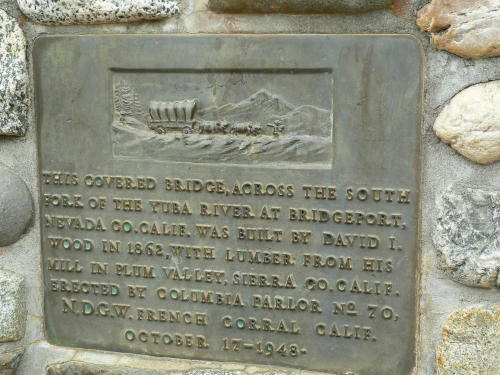 THIS COVERED BRIDGE, ACROSS THE SOUTH
FORK OF THE YUBA RIVER AT BRIDGEPORT,
NEVADA CO. CALIF. WAS BUILT BY DAVID I.
WOOD IN 1862, WITH LUMBER FROM HIS
MILL IN PLUM VALLEY, SIERRA CO. CALIF.
ERECTED BY COLUMBIA PARLOR Nº 70,
N.D.G.W. FRENCH CORRAL CALIF.
OCTOBER 17-1948-